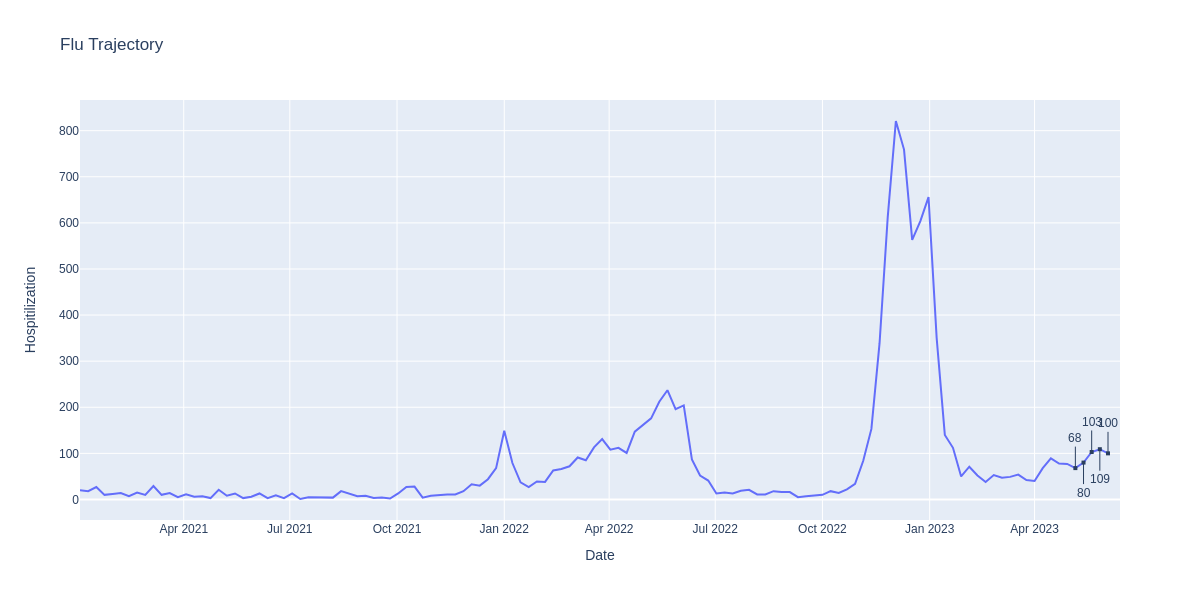 Flu Trajectory
Hospitilization
800
700
600
500
400
300
200
100
0
103
100
68
109
80
Apr 2021
Jul 2021
Oct 2021
Jan 2022
Apr 2022
Jul 2022
Oct 2022
Jan 2023
Apr 2023
Date